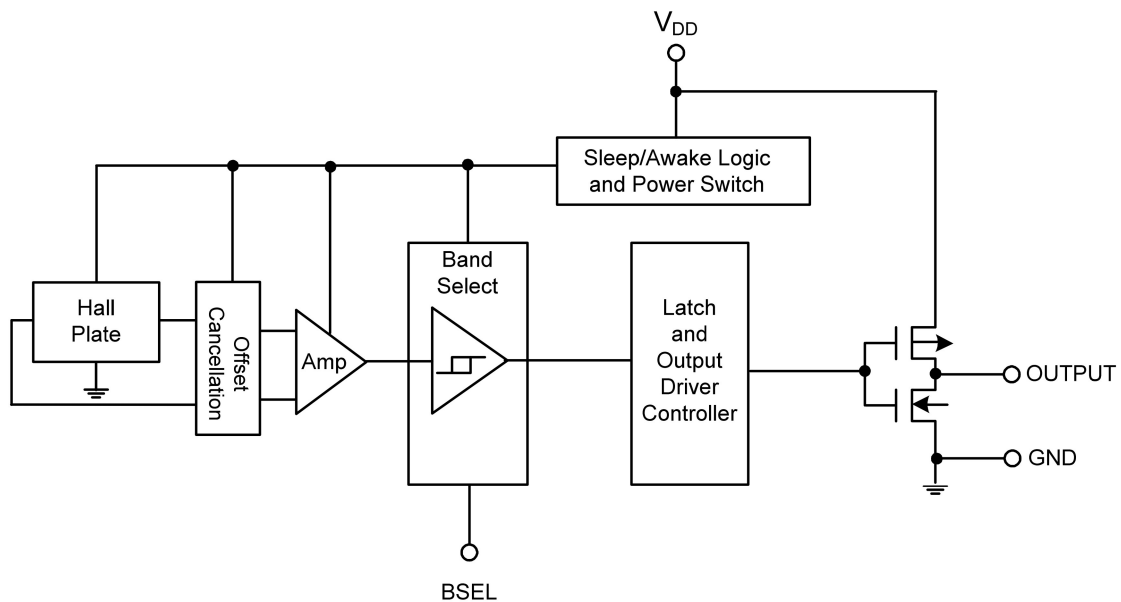 VDD
Sleep/Awake Logic
and Power Switch
Band
Select
Hall
Plate
Offset
Cancellation
Amp
Latch
and
Output
Driver
Controller
OUTPUT
GND
BSEL